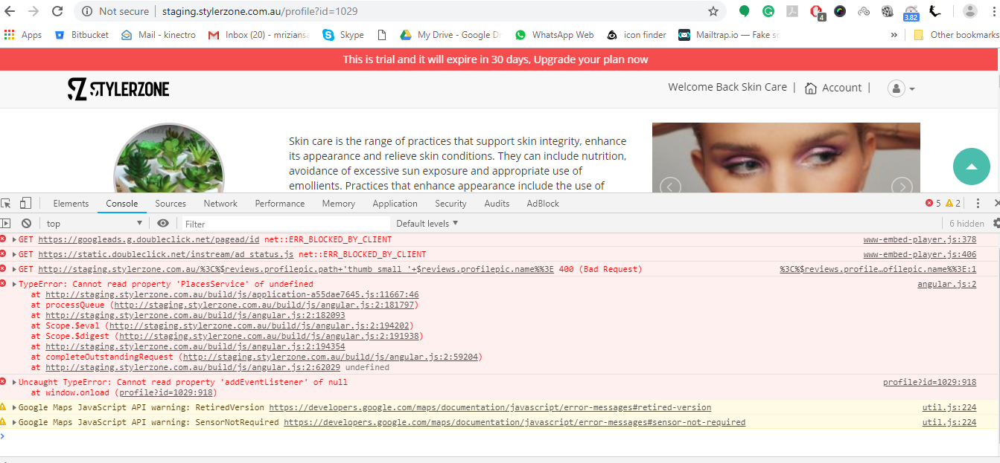 Not secure | staging.stylerzone.com.au/profile?id=1029
4
3.82
Apps Bitbucket Mail - kinectro Inbox (20) - mriziansa Skype My Drive - Google Dr WhatsApp Web icon finder Mailtrap.io — Fake sm » Other bookmarks
This is trial and it will expire in 30 days, Upgrade your plan now
SZ STYLERZONE
Welcome Back Skin Care | Account |
Skin care is the range of practices that support skin integrity, enhance
its appearance and relieve skin conditions. They can include nutrition,
avoidance of excessive sun exposure and appropriate use of
emollients. Practices that enhance appearance include the use of
Elements Console Sources Network Performance Memory Application Security Audits AdBlock 5 2
top Filter Default levels 6 hidden
GET https://googleads.g.doubleclick.net/pagead/id net::ERR_BLOCKED_BY_CLIENT www-embed-player.js:378
GET https://static.doubleclick.net/instream/ad_status.js net::ERR_BLOCKED_BY_CLIENT www-embed-player.js:406
GET http://staging.stylerzone.com.au/%3C%$reviews.profilepic.path+'thumb_small_'+$reviews.profilepic.name%%3E 400 (Bad Request) %3C%$reviews.profile…ofilepic.name%%3E:1
TypeError: Cannot read property 'PlacesService' of undefined angular.js:2
at http://staging.stylerzone.com.au/build/js/application-a55dae7645.js:11667:46
at processQueue (http://staging.stylerzone.com.au/build/js/angular.js:2:181797)
at http://staging.stylerzone.com.au/build/js/angular.js:2:182093
at Scope.$eval (http://staging.stylerzone.com.au/build/js/angular.js:2:194202)
at Scope.$digest (http://staging.stylerzone.com.au/build/js/angular.js:2:191938)
at http://staging.stylerzone.com.au/build/js/angular.js:2:194354
at completeOutstandingRequest (http://staging.stylerzone.com.au/build/js/angular.js:2:59204)
at http://staging.stylerzone.com.au/build/js/angular.js:2:62029 undefined
Uncaught TypeError: Cannot read property 'addEventListener' of null profile?id=1029:918
at window.onload (profile?id=1029:918)
Google Maps JavaScript API warning: RetiredVersion https://developers.google.com/maps/documentation/javascript/error-messages#retired-version util.js:224
Google Maps JavaScript API warning: SensorNotRequired https://developers.google.com/maps/documentation/javascript/error-messages#sensor-not-required util.js:224